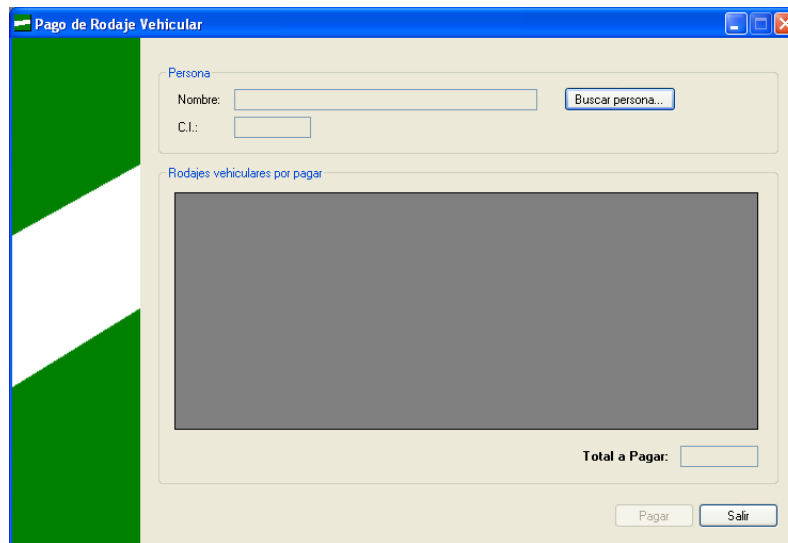 Pago de Rodaje Vehicular
Persona
Nombre:
Buscar persona...
C.I.:
Rodajes vehiculares por pagar
Total a Pagar:
Pagar
Salir